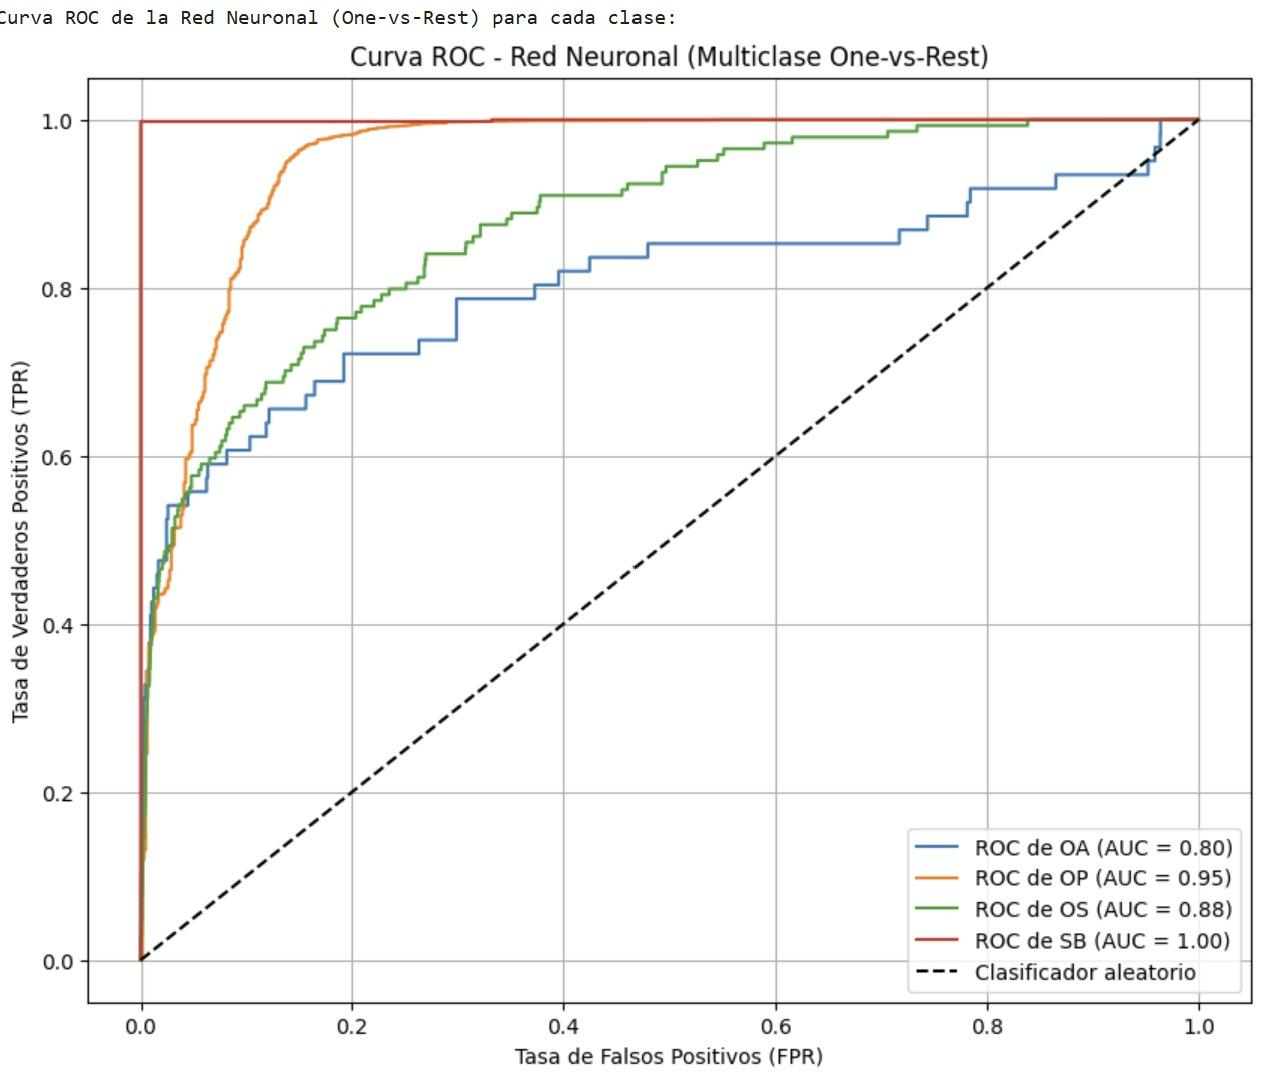 Curva ROC de la Red Neuronal (One-vs-Rest) para cada clase:
Curva ROC - Red Neuronal (Multiclase One-vs-Rest)
1.0
0.8
0.6
0.4
0.2
0.0
Tasa de Verdaderos Positivos (TPR)
ROC de OA (AUC = 0.80)
ROC de OP (AUC = 0.95)
ROC de OS (AUC = 0.88)
ROC de SB (AUC = 1.00)
Clasificador aleatorio
0.0 0.2 0.4 0.6 0.8 1.0
Tasa de Falsos Positivos (FPR)